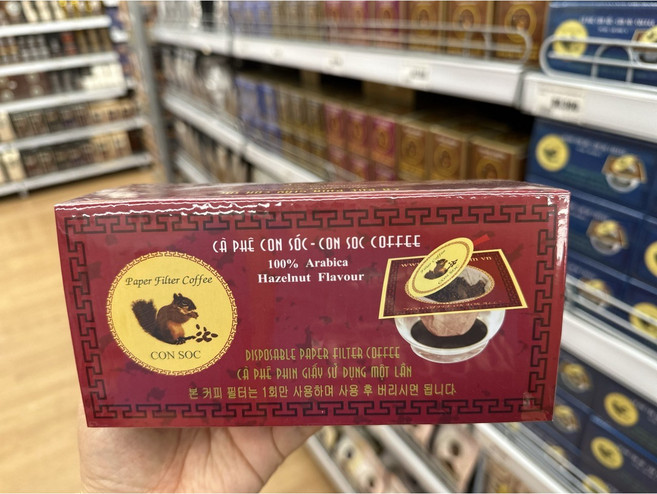 CÀ PHÊ CON SÓC - CON SOC COFFEE
100% Arabica
Hazelnut Flavour
Paper Filter Coffee
CON SOC
CON SOC
DISPOSABLE PAPER FILTER COFFEE
CÀ PHÊ PHIN GIẤY SỬ DỤNG MỘT LẦN
본 커피 필터는 1회만 사용하며 사용 후 버리시면 됩니다.